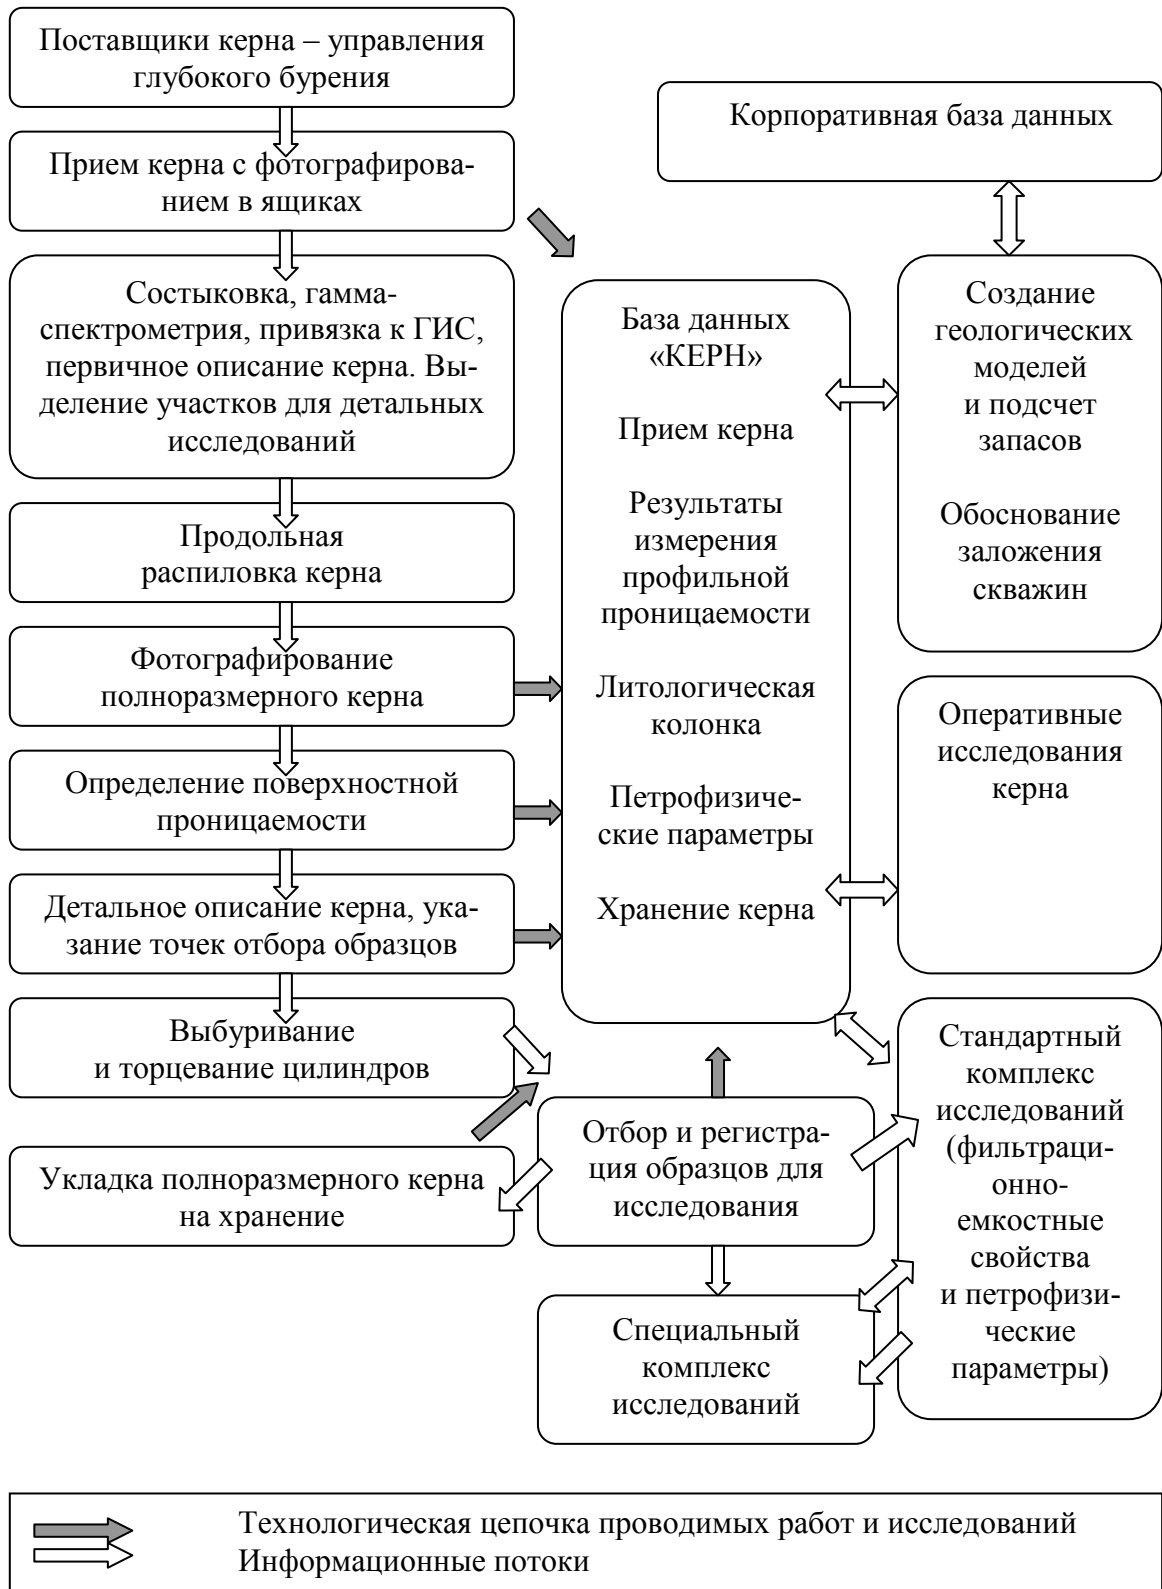 Поставщики керна – управления
глубокого бурения
Прием керна с фотографирова-
нием в ящиках
Состыковка, гамма-
спектрометрия, привязка к ГИС,
первичное описание керна. Вы-
деление участков для детальных
исследований
Продольная
распиловка керна
Фотографирование
полноразмерного керна
Определение поверхностной
проницаемости
Детальное описание керна, ука-
зание точек отбора образцов
Выбуривание
и торцевание цилиндров
Укладка полноразмерного керна
на хранение
База данных
«КЕРН»
Прием керна
Результаты
измерения
профильной
проницаемости
Литологическая
колонка
Петрофизиче-
ские параметры
Хранение керна
Отбор и регистра-
ция образцов для
исследования
Специальный
комплекс
исследований
Корпоративная база данных
Создание
геологических
моделей
и подсчет
запасов
Обоснование
заложения
скважин
Оперативные
исследования
керна
Стандартный
комплекс
исследований
(фильтраци-
онно-
емкостные
свойства
и петрофизи-
ческие
параметры)
Технологическая цепочка проводимых работ и исследований
Информационные потоки